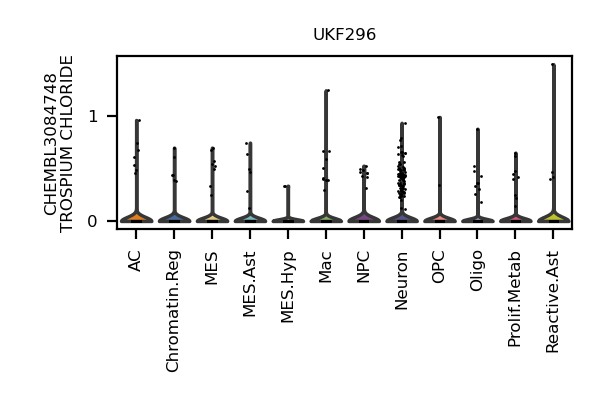 UKF296
CHEMBL3084748
TROSPIUM CHLORIDE
1
0
AC
Chromatin.Reg
MES
MES.Ast
MES.Hyp
Mac
NPC
Neuron
OPC
Oligo
Prolif.Metab
Reactive.Ast